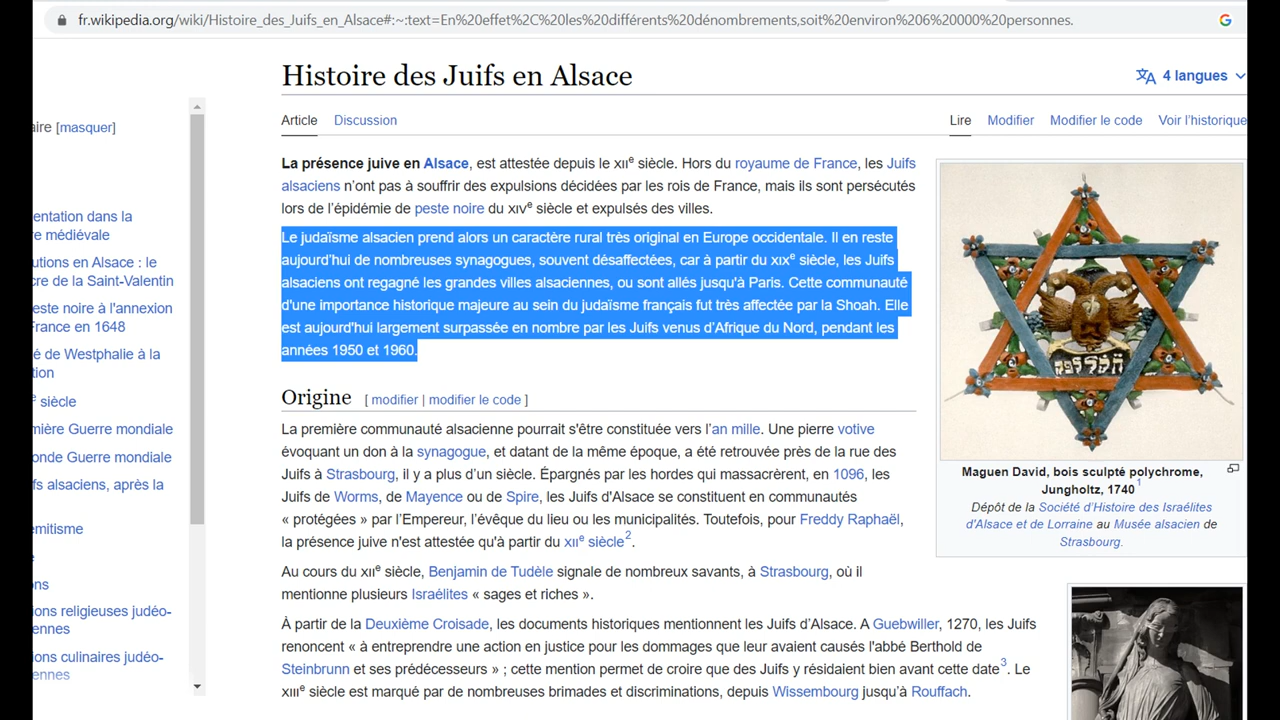 fr.wikipedia.org/wiki/Histoire_des_Juifs_en_Alsace#:~:text=En%20effet%2C%20les%20différents%20dénombrements,soit%20environ%206%20000%20personnes.
Histoire des Juifs en Alsace
4 langues
aire [masquer]
Article Discussion
Lire Modifier Modifier le code Voir l’historique
La présence juive en Alsace, est attestée depuis le XIIe siècle. Hors du royaume de France, les Juifs
alsaciens n’ont pas à souffrir des expulsions décidées par les rois de France, mais ils sont persécutés
lors de l’épidémie de peste noire du XIVe siècle et expulsés des villes.
Le judaïsme alsacien prend alors un caractère rural très original en Europe occidentale. Il en reste
aujourd’hui de nombreuses synagogues, souvent désaffectées, car à partir du XIXe siècle, les Juifs
alsaciens ont regagné les grandes villes alsaciennes, ou sont allés jusqu'à Paris. Cette communauté
d'une importance historique majeure au sein du judaïsme français fut très affectée par la Shoah. Elle
est aujourd'hui largement surpassée en nombre par les Juifs venus d’Afrique du Nord, pendant les
années 1950 et 1960.
Origine [ modifier | modifier le code ]
La première communauté alsacienne pourrait s'être constituée vers l’an mille. Une pierre votive
évoquant un don à la synagogue, et datant de la même époque, a été retrouvée près de la rue des
Juifs à Strasbourg, il y a plus d’un siècle. Épargnés par les hordes qui massacrèrent, en 1096, les
Juifs de Worms, de Mayence ou de Spire, les Juifs d'Alsace se constituent en communautés
« protégées » par l’Empereur, l’évêque du lieu ou les municipalités. Toutefois, pour Freddy Raphaël,
la présence juive n'est attestée qu'à partir du XIIe siècle2.
Au cours du XIIe siècle, Benjamin de Tudèle signale de nombreux savants, à Strasbourg, où il
mentionne plusieurs Israélites « sages et riches ».
À partir de la Deuxième Croisade, les documents historiques mentionnent les Juifs d’Alsace. A Guebwiller, 1270, les Juifs
renoncent « à entreprendre une action en justice pour les dommages que leur avaient causés l'abbé Berthold de
Steinbrunn et ses prédécesseurs » ; cette mention permet de croire que des Juifs y résidaient bien avant cette date3. Le
XIIIe siècle est marqué par de nombreuses brimades et discriminations, depuis Wissembourg jusqu’à Rouffach.
entation dans la
re médiévale
utions en Alsace : le
cre de la Saint-Valentin
este noire à l'annexion
France en 1648
é de Westphalie à la
tion
e siècle
mière Guerre mondiale
onde Guerre mondiale
fs alsaciens, après la
emitisme
e
ons
ions religieuses judéo-
ennes
ions culinaires judéo-
ennes
Maguen David, bois sculpté polychrome,
Jungholtz, 1740 1
Dépôt de la Société d’Histoire des Israélites
d’Alsace et de Lorraine au Musée alsacien de
Strasbourg.